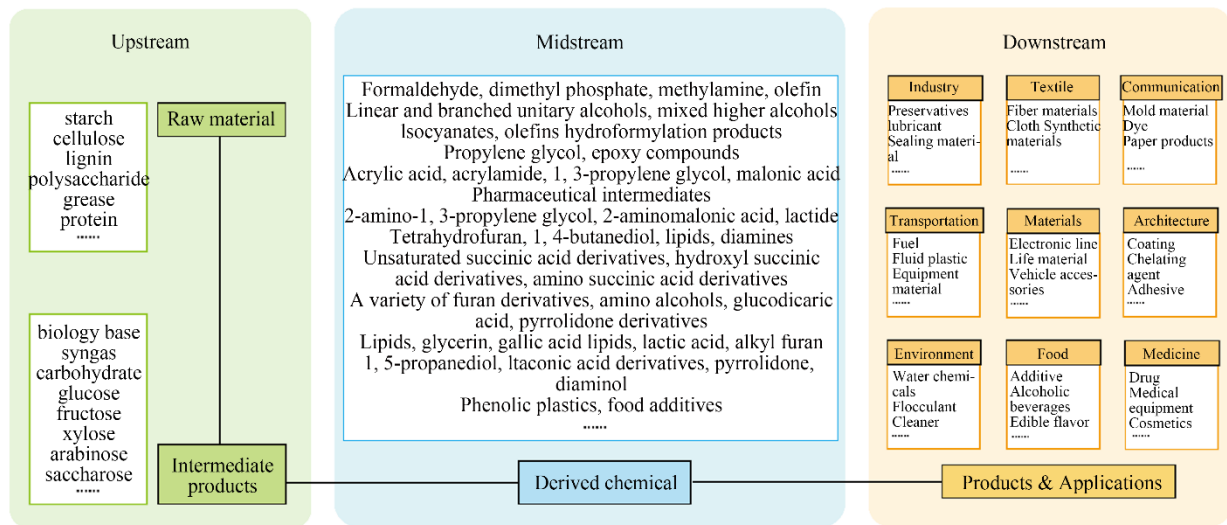 Upstream
starch
cellulose
lignin
polysaccharide
grease
protein
......
Raw material
biology base
syngas
carbohydrate
glucose
fructose
xylose
arabinose
saccharose
......
Intermediate
products
Midstream
Formaldehyde, dimethyl phosphate, methylamine, olefin
Linear and branched unitary alcohols, mixed higher alcohols
Isocyanates, olefins hydroformylation products
Propylene glycol, epoxy compounds
Acrylic acid, acrylamide, 1, 3-propylene glycol, malonic acid
Pharmaceutical intermediates
2-amino-1, 3-propylene glycol, 2-aminomalonic acid, lactide
Tetrahydrofuran, 1, 4-butanediol, lipids, diamines
Unsaturated succinic acid derivatives, hydroxyl succinic
acid derivatives, amino succinic acid derivatives
A variety of furan derivatives, amino alcohols, glucodicaric
acid, pyrrolidone derivatives
Lipids, glycerin, gallic acid lipids, lactic acid, alkyl furan
1, 5-propanediol, ltaconic acid derivatives, pyrrolidone,
diaminol
Phenolic plastics, food additives
......
Derived chemical
Downstream
Industry
Preservatives
lubricant
Sealing materi-
al
......
Textile
Fiber materials
Cloth Synthetic
materials
......
Communication
Mold material
Dye
Paper products
......
Transportation
Fuel
Fluid plastic
Equipment
material
......
Materials
Electronic line
Life material
Vehicle acces-
sories
......
Architecture
Coating
Chelating
agent
Adhesive
......
Environment
Water chemi-
cals
Flocculant
Cleaner
......
Food
Additive
Alcoholic
beverages
Edible flavor
......
Medicine
Drug
Medical
equipment
Cosmetics
......
Products & Applications